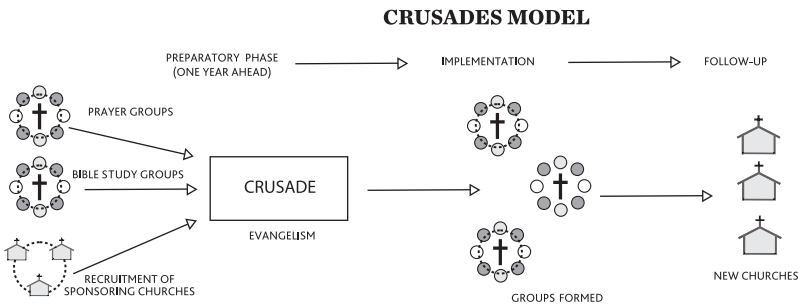 CRUSADES MODEL
PREPARATORY PHASE
(ONE YEAR AHEAD)
IMPLEMENTATION
FOLLOW-UP
PRAYER GROUPS
BIBLE STUDY GROUPS
RECRUITMENT OF
SPONSORING CHURCHES
CRUSADE
EVANGELISM
GROUPS FORMED
NEW CHURCHES